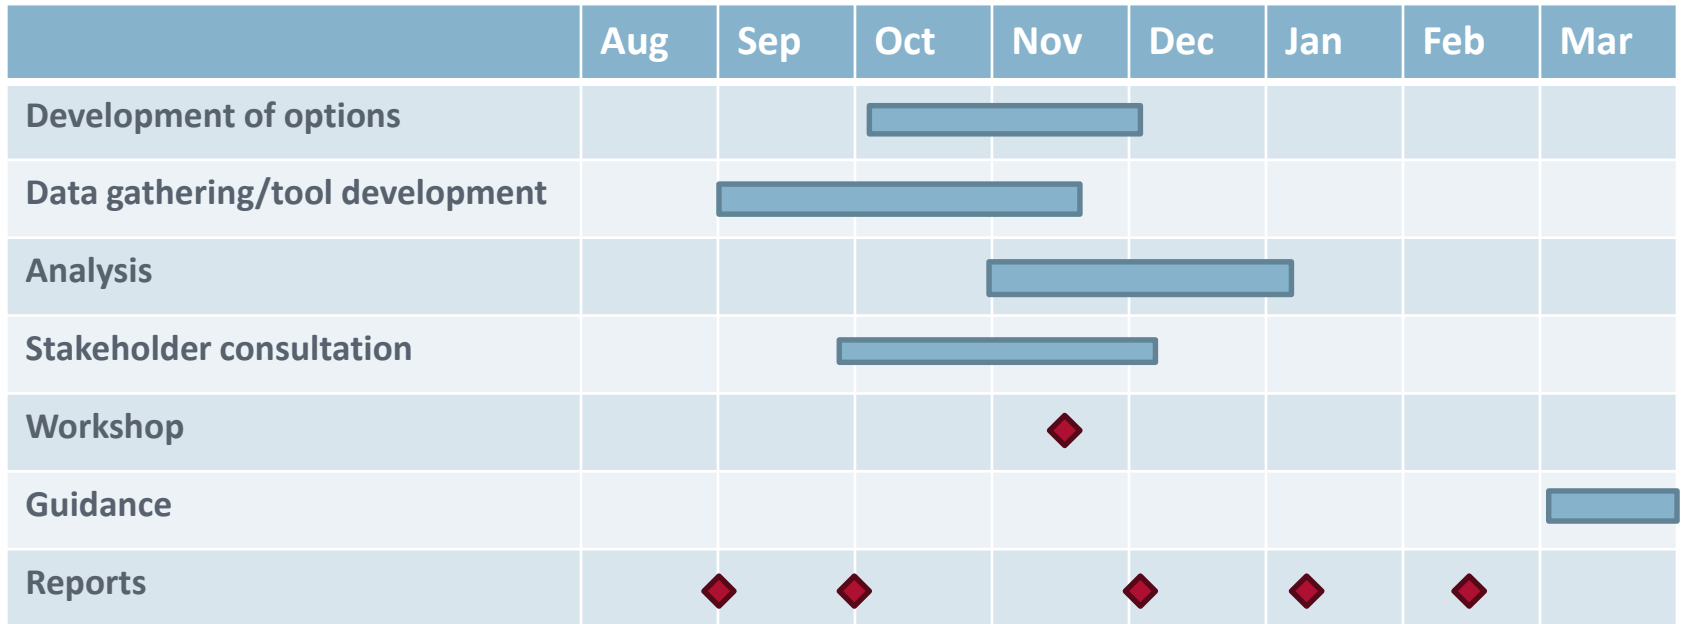 Aug Sep Oct Nov Dec Jan Feb Mar
Development of options
Data gathering/tool development
Analysis
Stakeholder consultation
Workshop
Guidance
Reports